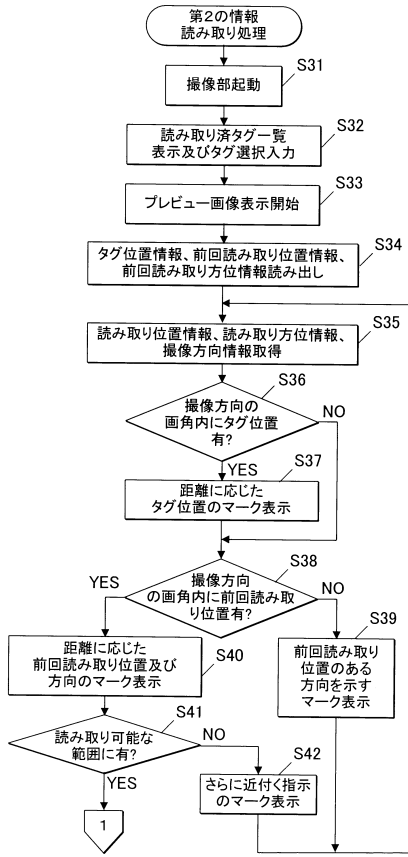 第2の情報
読み取り処理
S31
撮像部起動
S32
読み取り済タグ一覧
表示及びタグ選択入力
S33
プレビュー画像表示開始
S34
タグ位置情報、前回読み取り位置情報、
前回読み取り方位情報読み出し
S35
読み取り位置情報、読み取り方位情報、
撮像方向情報取得
S36
撮像方向の
画角内にタグ位置
有?
NO
YES
S37
距離に応じた
タグ位置のマーク表示
S38
撮像方向
の画角内に前回読み取
り位置有?
YES
NO
S39
前回読み取り
位置のある
方向を示す
マーク表示
S40
距離に応じた
前回読み取り位置及び
方向のマーク表示
S41
読み取り可能な
範囲に有?
NO
YES
S42
さらに近付く指示
のマーク表示
1